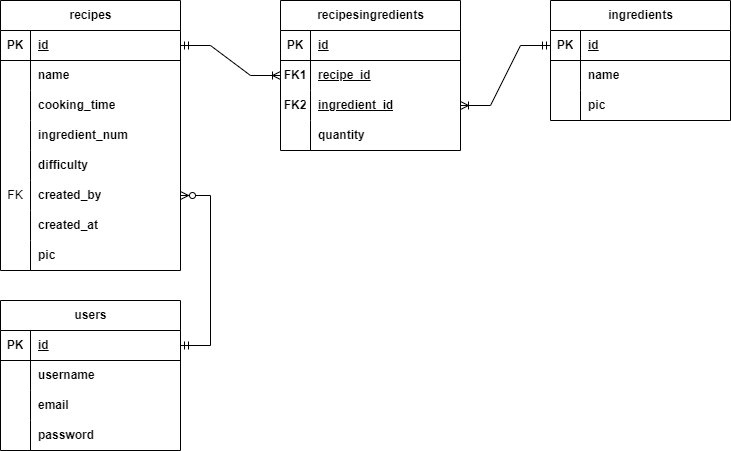 recipes
PK id
name
cooking_time
ingredient_num
difficulty
FK created_by
created_at
pic
recipesingredients
PK id
FK1 recipe_id
FK2 ingredient_id
quantity
ingredients
PK id
name
pic
users
PK id
username
email
password